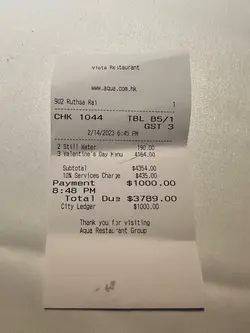 Vista Restaurant
www.aqua.com.hk
902 Ruthsa Rai 1
CHK 1044 TBL 85/1
GST 3
2/14/2023 6:45 PM
2 Still Water 190.00
3 Valentine's Day Menu 4164.00
Subtotal $4354.00
10% Services Charge $435.00
Payment $1000.00
8:48 PM
Total Due $3789.00
City Ledger $1000.00
Thank you for visiting
Aqua Restaurant Group